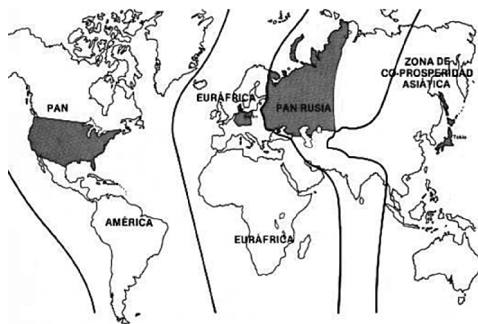 PAN
AMÉRICA
EURÁFRICA
EURÁFRICA
PAN RUSIA
ZONA DE
CO-PROSPERIDAD
ASIÁTICA
Tokio